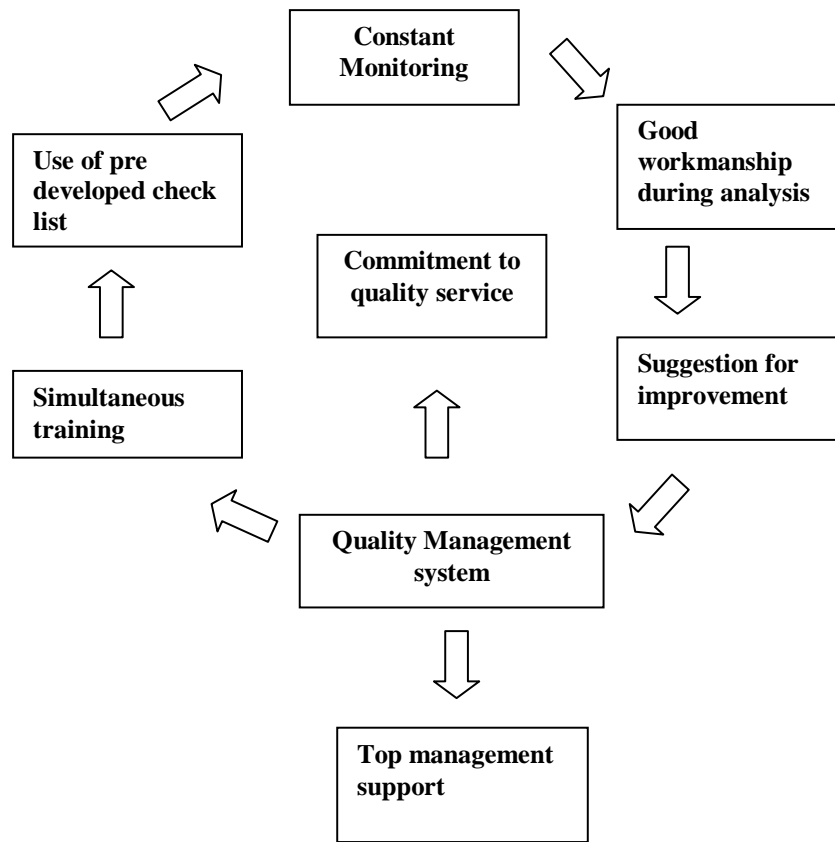 Constant
Monitoring
Good
workmanship
during analysis
Use of pre
developed check
list
Commitment to
quality service
Suggestion for
improvement
Simultaneous
training
Quality Management
system
Top management
support